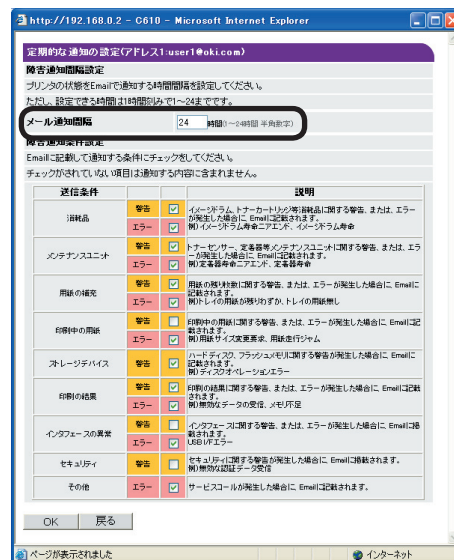 http://192.168.0.2 - C610 - Microsoft Internet Explorer
定期的な通知の設定(アドレス1:user1@oki.com)
障害通知間隔設定
プリンタの状態をEmailで通知する時間間隔を設定してください。
ただし、設定できる時間は1時間刻みで1～24までです。
メール通知間隔 24 時間(1～24時間 半角数字)
障害通知条件設定
Emailに記載して通知する条件にチェックをしてください。
チェックがされていない項目は通知する内容に含まれません。
送信条件 説明
消耗品 警告 エラー
イメージドラム、トナーカートリッジ等消耗品に関する警告、または、エラー
が発生した場合に、Emailに記載されます。
例)イメージドラム寿命ニアエンド、イメージドラム寿命
メンテナンスユニット 警告 エラー
トナーセンサー、定着器等メンテナンスユニットに関する警告、または、エラ
ーが発生した場合に、Emailに記載されます。
例)定着器寿命ニアエンド、定着器寿命
用紙の補充 警告 エラー
用紙の残り枚数に関する警告、または、エラーが発生した場合に、Emailに
記載されます。
例)トレイの用紙が残りわずか、トレイの用紙無し
印刷中の用紙 警告 エラー
印刷中の用紙に関する警告、または、エラーが発生した場合に、Emailに記
載されます。
例)用紙サイズ変更要求、用紙走行ジャム
ストレージデバイス 警告 エラー
ハードディスク、フラッシュメモリに関する警告が発生した場合に、Emailに
記載されます。
例)ディスクオペレーションエラー
印刷の結果 警告 エラー
印刷の結果に関する警告、または、エラーが発生した場合に、Emailに記載
されます。
例)無効なデータの受信、メモリ不足
インタフェースの異常 警告 エラー
インタフェースに関する警告、または、エラーが発生した場合に、Emailに掲
載されます。
USB I/Fエラー
セキュリティ 警告
セキュリティに関する警告が発生した場合に、Emailに掲載されます。
例)無効な認証データ受信
その他 エラー
サービスコールが発生した場合に、Emailに記載されます。
OK 戻る
ページが表示されました インターネット